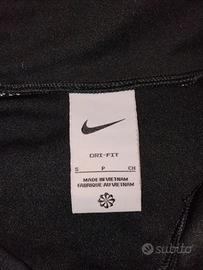 DRI-FIT
S P CH
MADE IN VIETNAM
FABRIQUÉ AU VIETNAM
subito